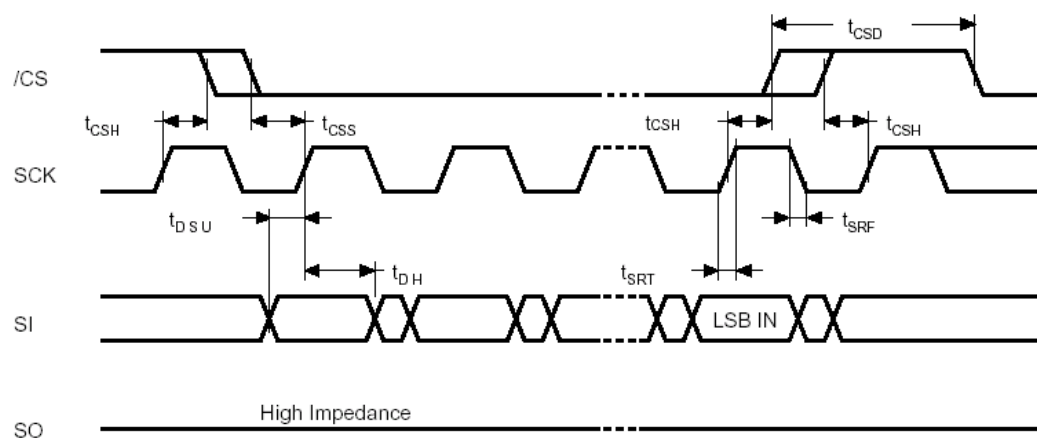 tCSD
/CS
tCSH
tCSS
tCSH
tCSH
SCK
tDSU
tSRF
tDH
tSRT
SI
LSB IN
High Impedance
SO